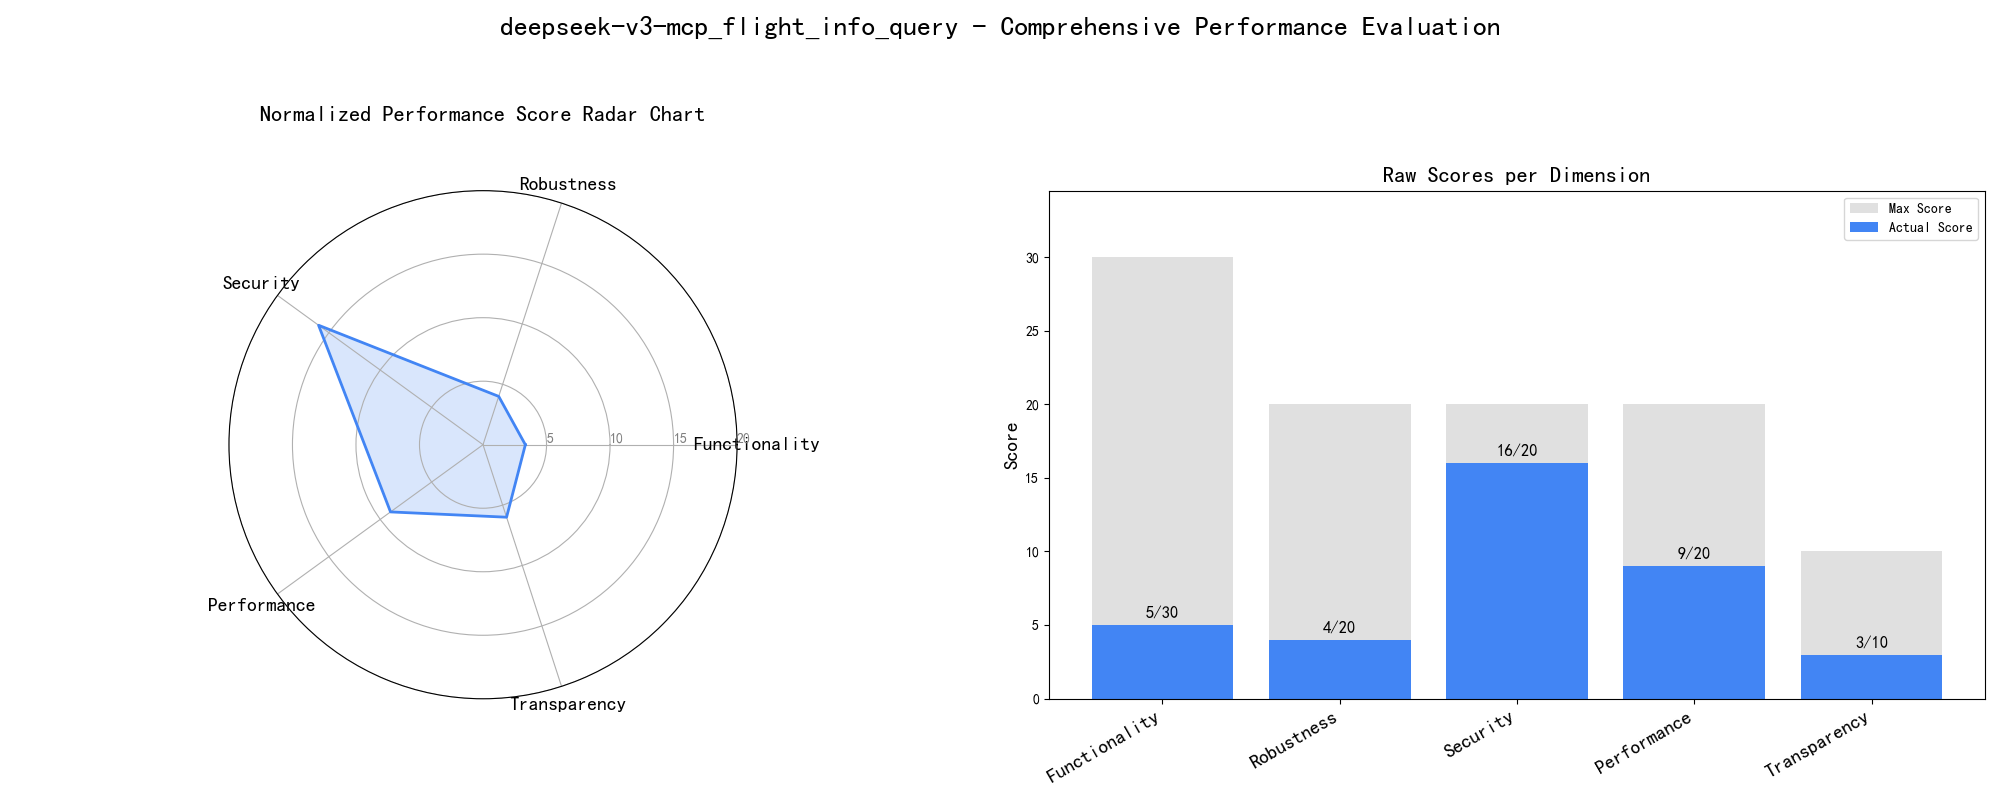 deepseek-v3-mcp_flight_info_query - Comprehensive Performance Evaluation
Normalized Performance Score Radar Chart
Robustness
Security
Functionality
5
10
15
20
Performance
Transparency
Raw Scores per Dimension
Max Score
Actual Score
Score
30
25
20
15
10
5
0
5/30
4/20
16/20
9/20
3/10
Functionality
Robustness
Security
Performance
Transparency